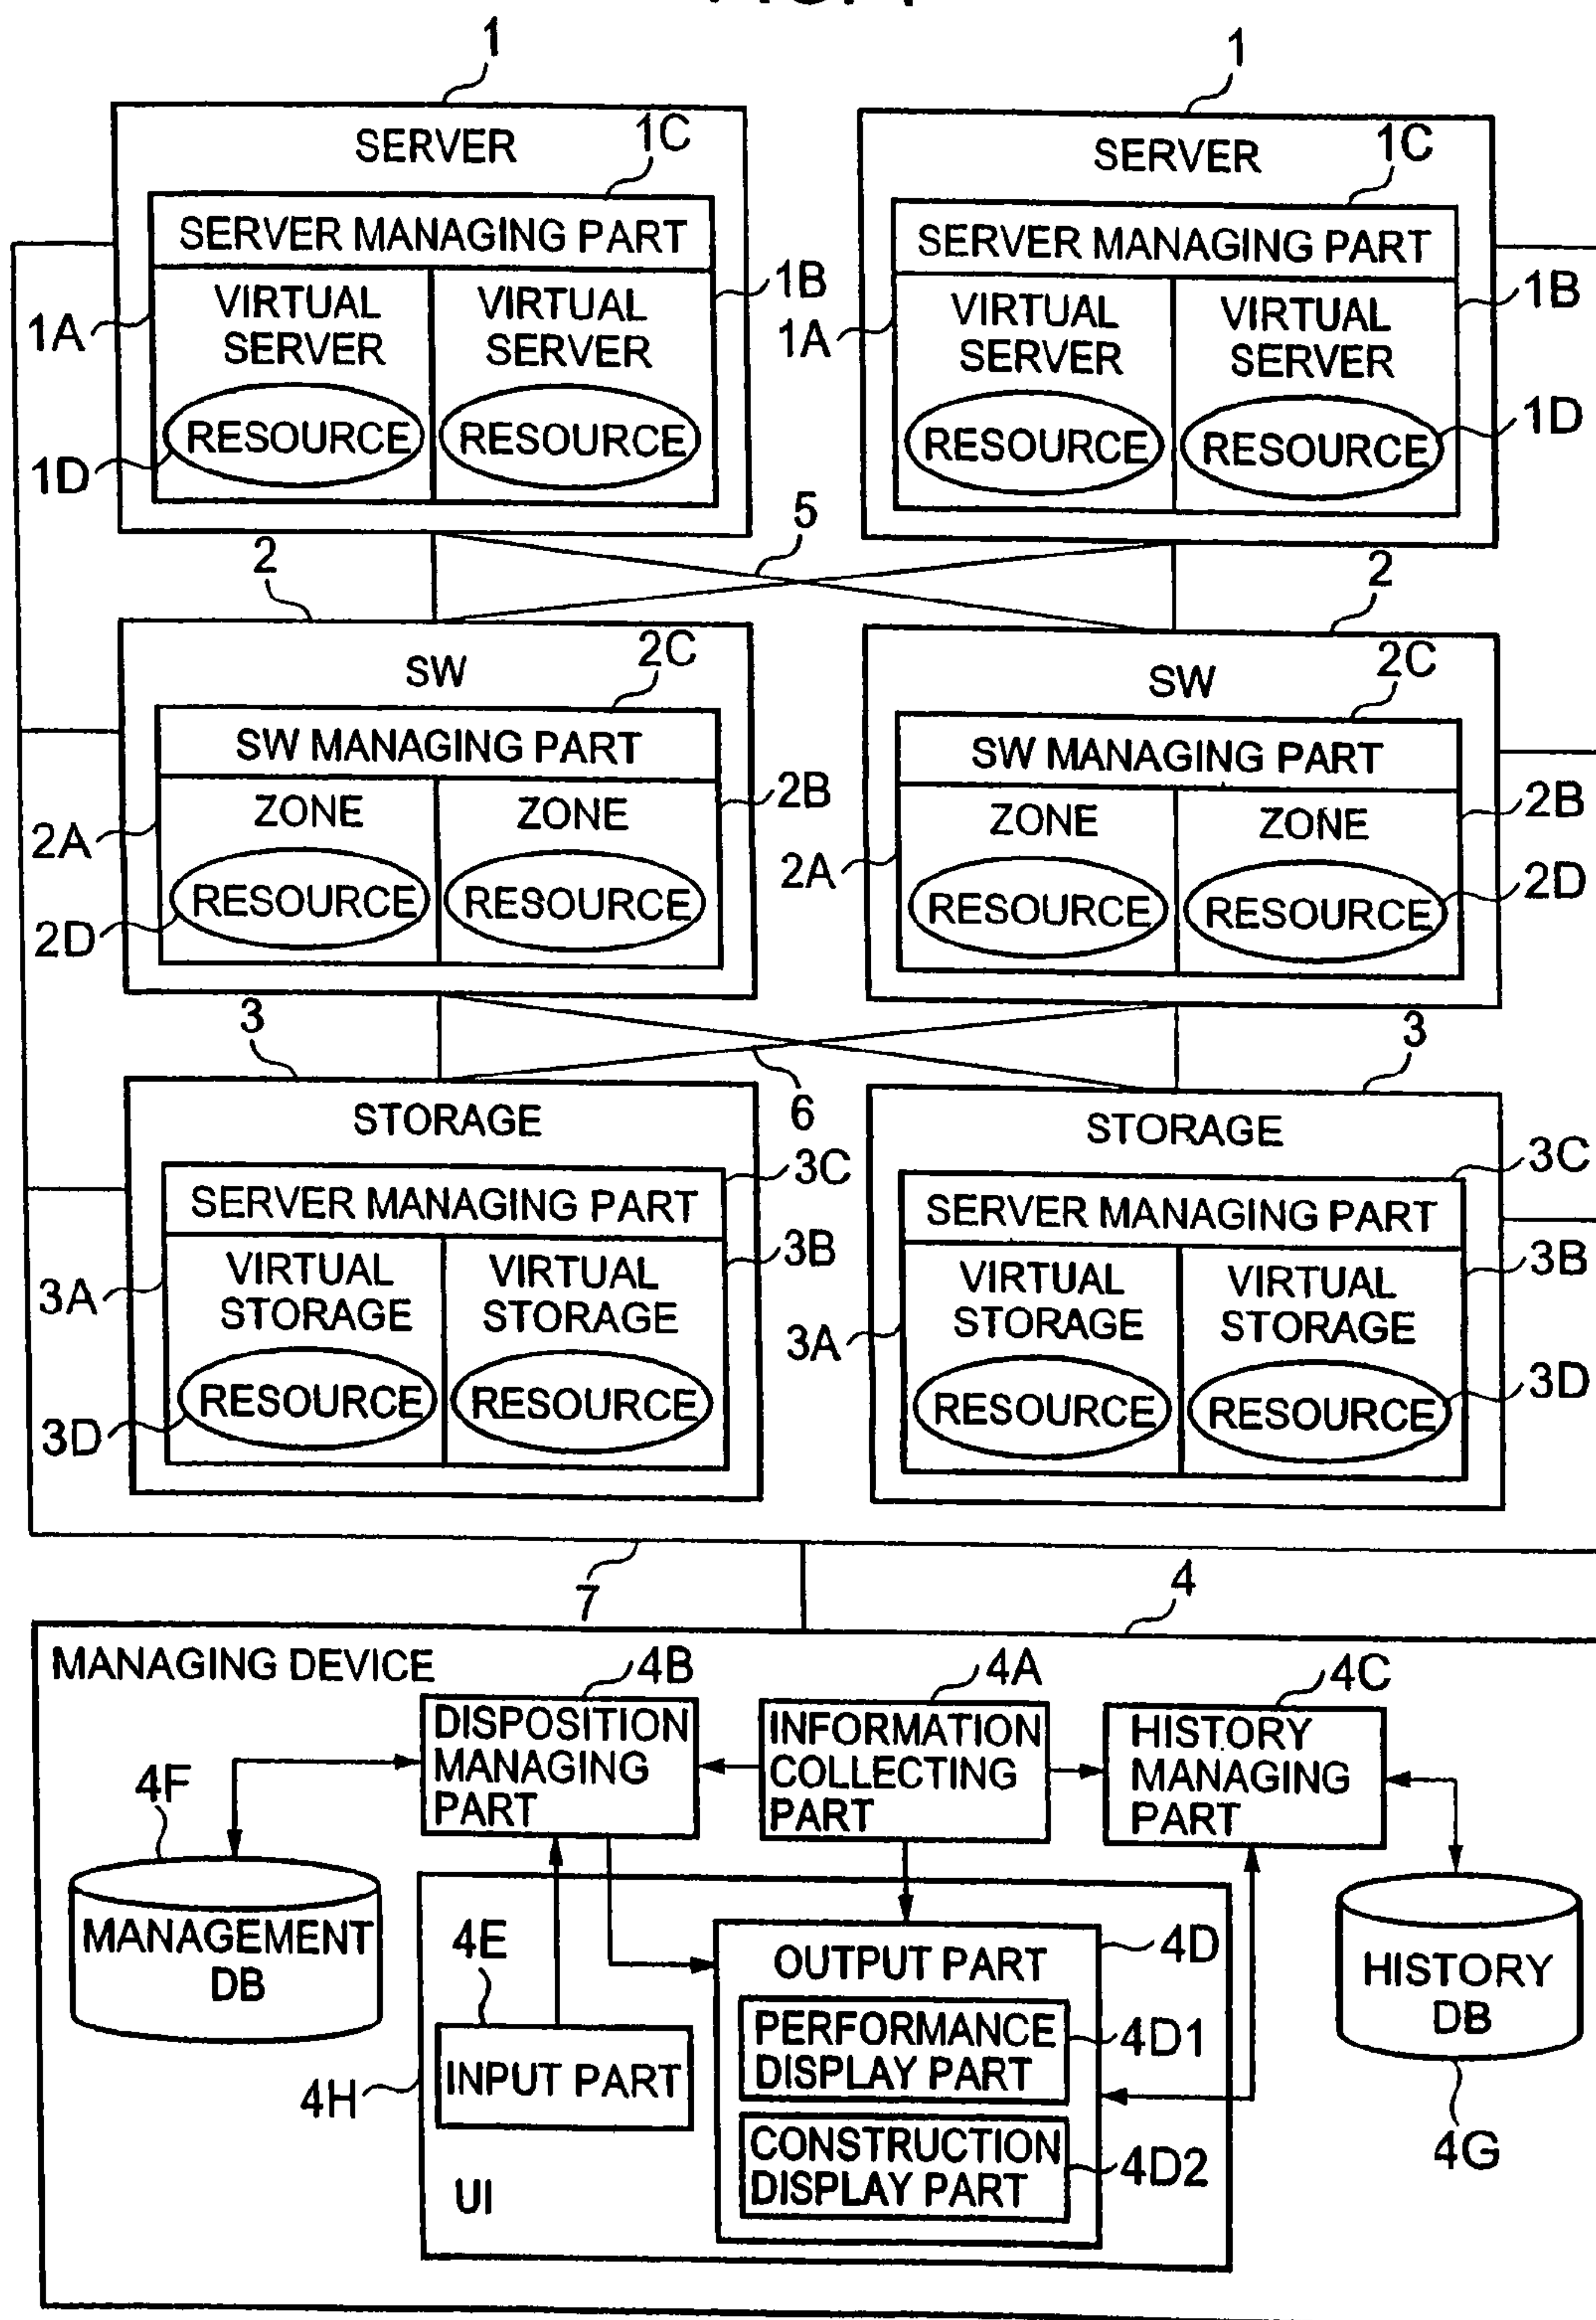 1
1
SERVER
1C
SERVER
1C
SERVER MANAGING PART
SERVER MANAGING PART
1A
VIRTUAL SERVER
VIRTUAL SERVER
1B
1A
VIRTUAL SERVER
VIRTUAL SERVER
1B
1D
RESOURCE
RESOURCE
RESOURCE
RESOURCE
1D
5
2
2
SW
2C
SW
2C
SW MANAGING PART
SW MANAGING PART
2A
ZONE
ZONE
2B
2A
ZONE
ZONE
2B
2D
RESOURCE
RESOURCE
RESOURCE
RESOURCE
2D
3
6
3
STORAGE
STORAGE
SERVER MANAGING PART
3C
SERVER MANAGING PART
3C
3A
VIRTUAL STORAGE
VIRTUAL STORAGE
3B
3A
VIRTUAL STORAGE
VIRTUAL STORAGE
3B
3D
RESOURCE
RESOURCE
RESOURCE
RESOURCE
3D
7
4
MANAGING DEVICE
4B
4A
4C
DISPOSITION
MANAGING
PART
INFORMATION
COLLECTING
PART
HISTORY
MANAGING
PART
4F
MANAGEMENT
DB
4E
INPUT PART
4H
UI
OUTPUT PART
4D
PERFORMANCE
DISPLAY PART
4D1
CONSTRUCTION
DISPLAY PART
4D2
HISTORY
DB
4G